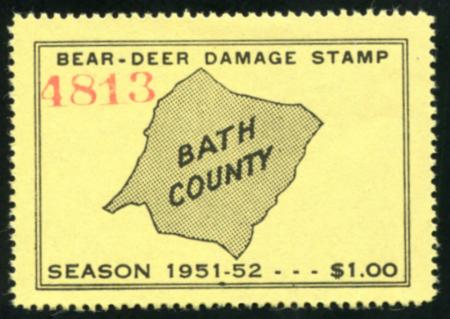 BEAR-DEER DAMAGE STAMP
4813
BATH
COUNTY
SEASON 1951-52 --- $1.00